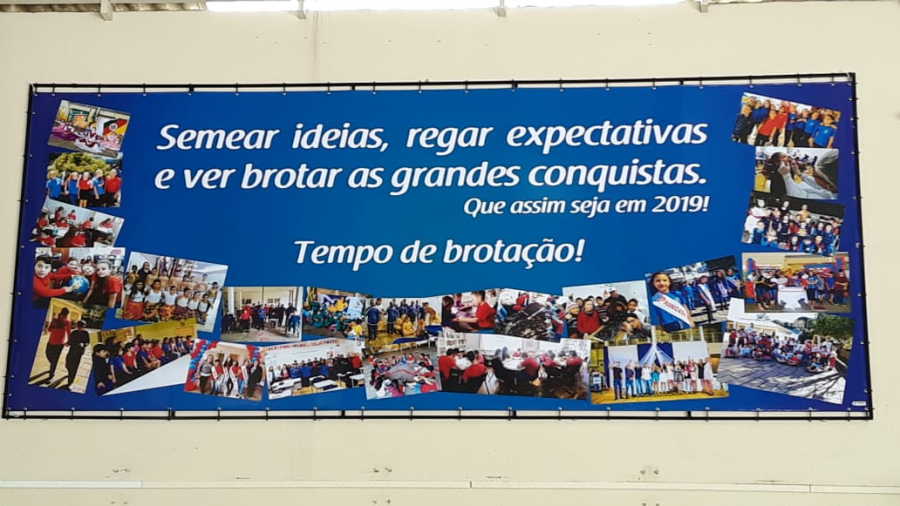 Semear ideias, regar expectativas
e ver brotar as grandes conquistas.
Que assim seja em 2019!
Tempo de brotação!